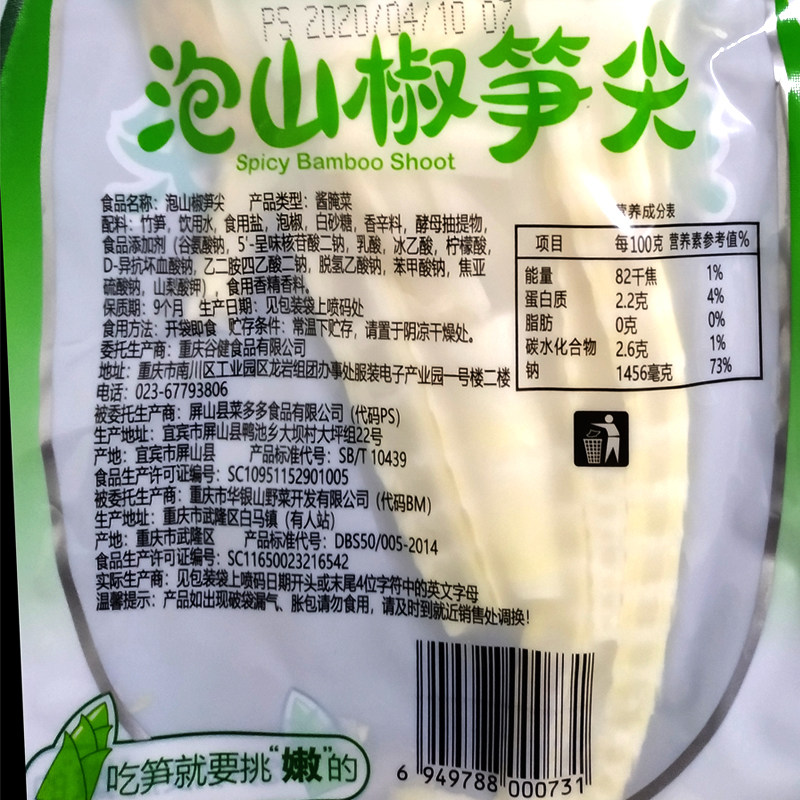 PS 2020/04/10 07
泡山椒笋尖
Spicy Bamboo Shoot
食品名称：泡山椒笋尖 产品类型：酱腌菜
配料：竹笋，饮用水，食用盐，泡椒，白砂糖，香辛料，酵母抽提物，
食品添加剂（谷氨酸钠，5'-呈味核苷酸二钠，乳酸，冰乙酸，柠檬酸，
D-异抗坏血酸钠，乙二胺四乙酸二钠，脱氢乙酸钠，苯甲酸钠，焦亚
硫酸钠，山梨酸钾），食用香精香料。
保质期：9个月 生产日期：见包装袋上喷码处
食用方法：开袋即食 贮存条件：常温下贮存，请置于阴凉干燥处。
委托生产商：重庆谷健食品有限公司
地址：重庆市南川区工业园区龙岩组团办事处服装电子产业园一号楼二楼
电话：023-67793806
被委托生产商：屏山县菜多多食品有限公司（代码PS）
生产地址：宜宾市屏山县鸭池乡大坝村大坪组22号
产地：宜宾市屏山县 产品标准代号：SB/T 10439
食品生产许可证编号：SC10951152901005
被委托生产商：重庆市华银山野菜开发有限公司（代码BM）
生产地址：重庆市武隆区白马镇（有人站）
产地：重庆市武隆区 产品标准代号：DBS50/005-2014
食品生产许可证编号：SC11650023216542
实际生产商：见包装袋上喷码日期开头或末尾4位字符中的英文字母
温馨提示：产品如出现破袋漏气、胀包请勿食用，请及时到就近销售处调换！
营养成分表
项目 每100克 营养素参考值%
能量 82千焦 1%
蛋白质 2.2克 4%
脂肪 0克 0%
碳水化合物 2.6克 1%
钠 1456毫克 73%
吃笋就要挑“嫩”的
6 949788 000731